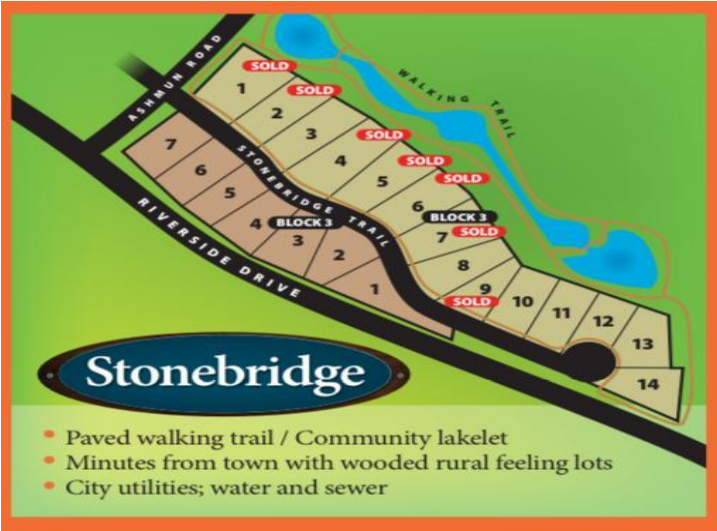 ASHMUN ROAD
WALKING TRAIL
SOLD
1
SOLD
2
3
SOLD
4
SOLD
5
SOLD
6
BLOCK 3
7
SOLD
8
9
SOLD
10
11
12
13
14
STONEBRIDGE TRAIL
7
6
5
4
BLOCK 3
3
2
1
RIVERSIDE DRIVE
Stonebridge
• Paved walking trail / Community lakelet
• Minutes from town with wooded rural feeling lots
• City utilities; water and sewer